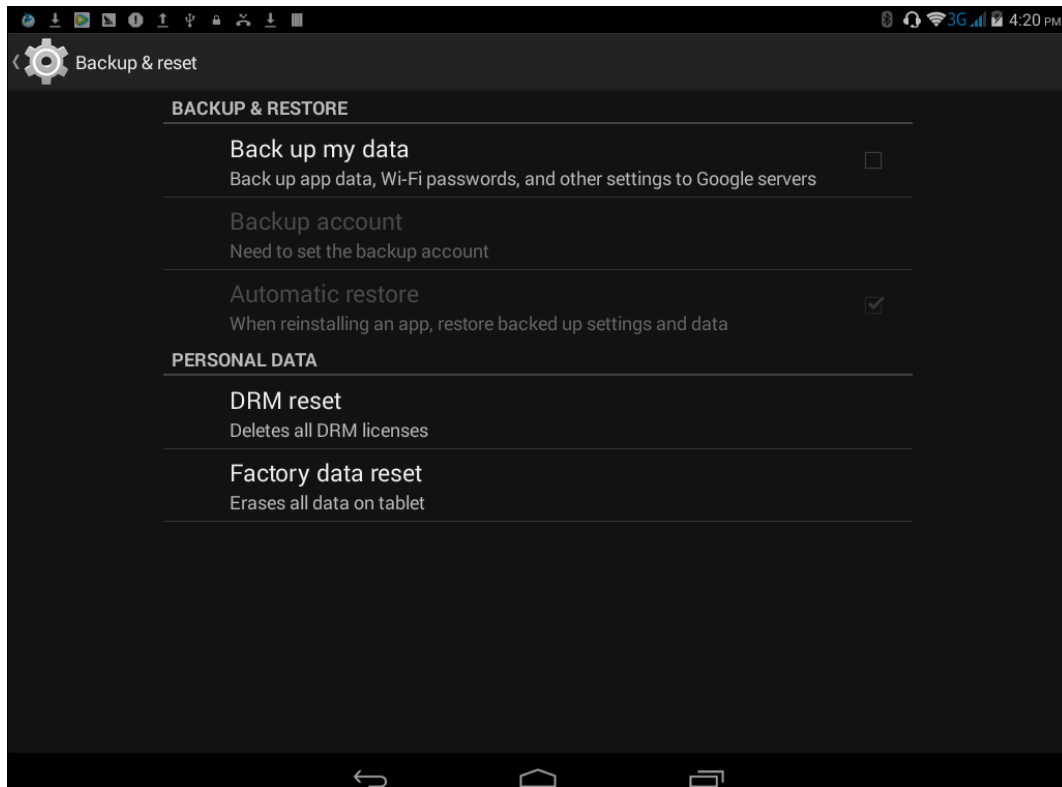 3G 4:20 PM
Backup & reset
BACKUP & RESTORE
Back up my data
Back up app data, Wi-Fi passwords, and other settings to Google servers
Backup account
Need to set the backup account
Automatic restore
When reinstalling an app, restore backed up settings and data
PERSONAL DATA
DRM reset
Deletes all DRM licenses
Factory data reset
Erases all data on tablet